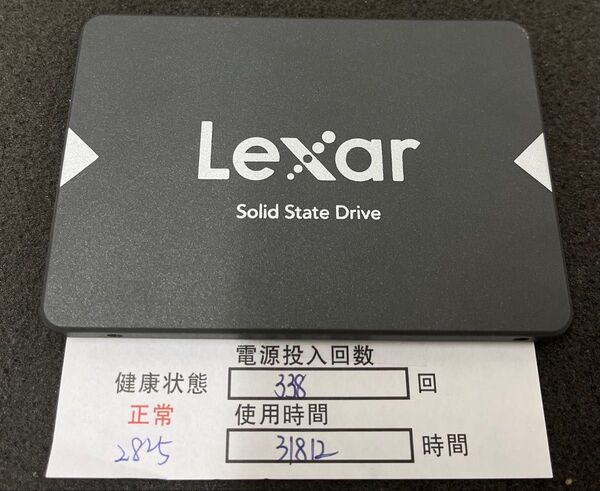 Lexar
Solid State Drive
電源投入回数
健康状態 338 回
正常 使用時間
2825 31812 時間